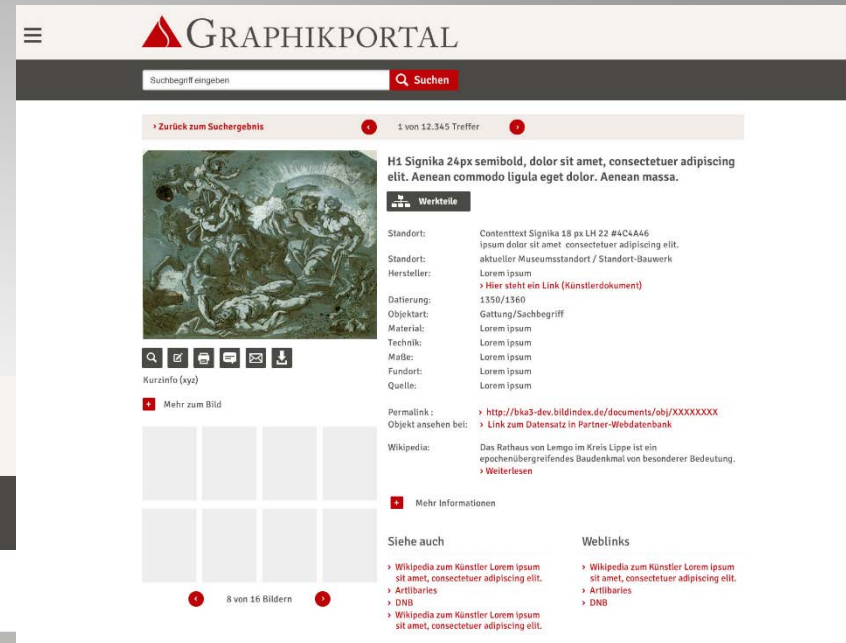 GRAPHIKPORTAL
Suchbegriff eingeben
Suchen
› Zurück zum Suchergebnis
1 von 12.345 Treffer
H1 Signika 24px semibold, dolor sit amet, consectetuer adipiscing
elit. Aenean commodo ligula eget dolor. Aenean massa.
Werkteile
Standort: Contenttext Signika 18 px LH 22 #4C4A46
ipsum dolor sit amet consectetuer adipiscing elit.
Standort: aktueller Museumsstandort / Standort-Bauwerk
Hersteller: Lorem ipsum
› Hier steht ein Link (Künstlerdokument)
Datierung: 1350/1360
Objektart: Gattung/Sachbegriff
Material: Lorem ipsum
Technik: Lorem ipsum
Maße: Lorem ipsum
Fundort: Lorem ipsum
Quelle: Lorem ipsum
Permalink : › http://bka3-dev.bildindex.de/documents/obj/XXXXXXXX
Objekt ansehen bei: › Link zum Datensatz in Partner-Webdatenbank
Wikipedia: Das Rathaus von Lemgo im Kreis Lippe ist ein
epochenübergreifendes Baudenkmal von besonderer Bedeutung.
› Weiterlesen
+ Mehr Informationen
Kurzinfo (xyz)
+ Mehr zum Bild
8 von 16 Bildern
Siehe auch
› Wikipedia zum Künstler Lorem ipsum
sit amet, consectetuer adipiscing elit.
› Artlibaries
› DNB
› Wikipedia zum Künstler Lorem ipsum
sit amet, consectetuer adipiscing elit.
Weblinks
› Wikipedia zum Künstler Lorem ipsum
sit amet, consectetuer adipiscing elit.
› Artllibaries
› DNB